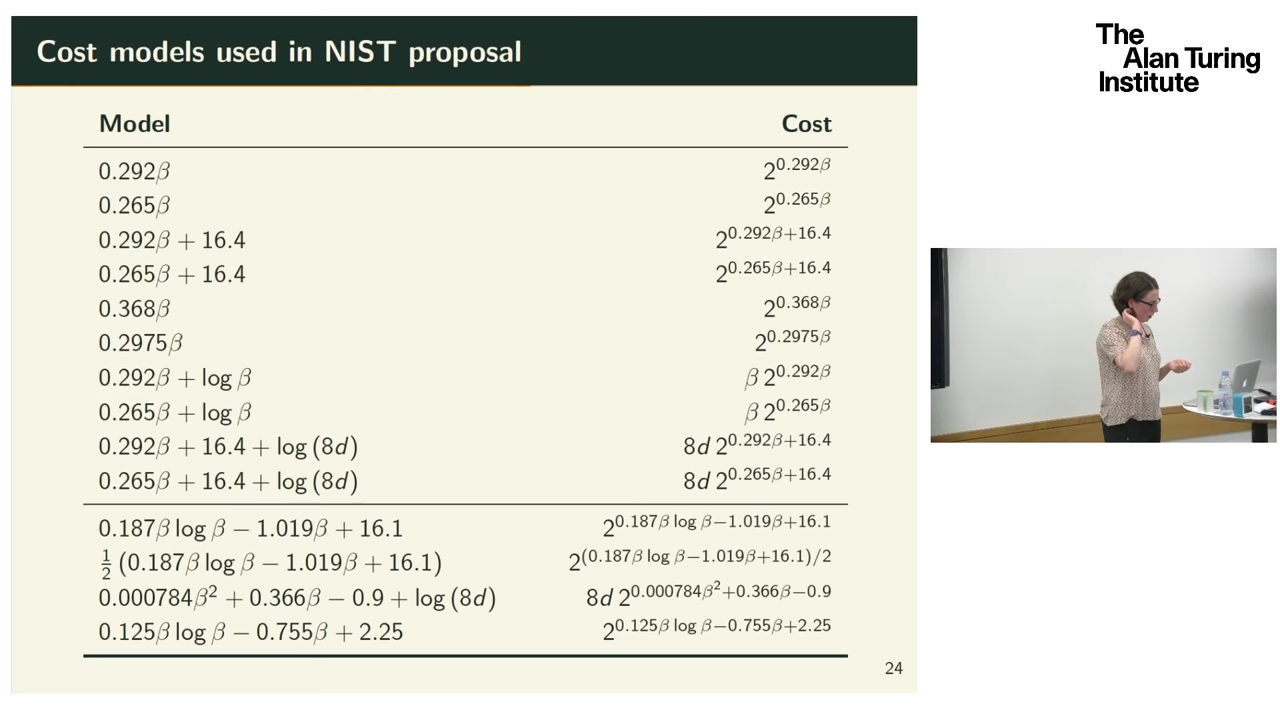 Cost models used in NIST proposal
The
Alan Turing
Institute
Model Cost
0.292β 2^0.292β
0.265β 2^0.265β
0.292β + 16.4 2^0.292β+16.4
0.265β + 16.4 2^0.265β+16.4
0.368β 2^0.368β
0.2975β 2^0.2975β
0.292β + log β β 2^0.292β
0.265β + log β β 2^0.265β
0.292β + 16.4 + log (8d) 8d 2^0.292β+16.4
0.265β + 16.4 + log (8d) 8d 2^0.265β+16.4
0.187β log β − 1.019β + 16.1 2^0.187β log β−1.019β+16.1
½ (0.187β log β − 1.019β + 16.1) 2^(0.187β log β−1.019β+16.1)/2
0.000784β² + 0.366β − 0.9 + log (8d) 8d 2^0.000784β²+0.366β−0.9
0.125β log β − 0.755β + 2.25 2^0.125β log β−0.755β+2.25
24